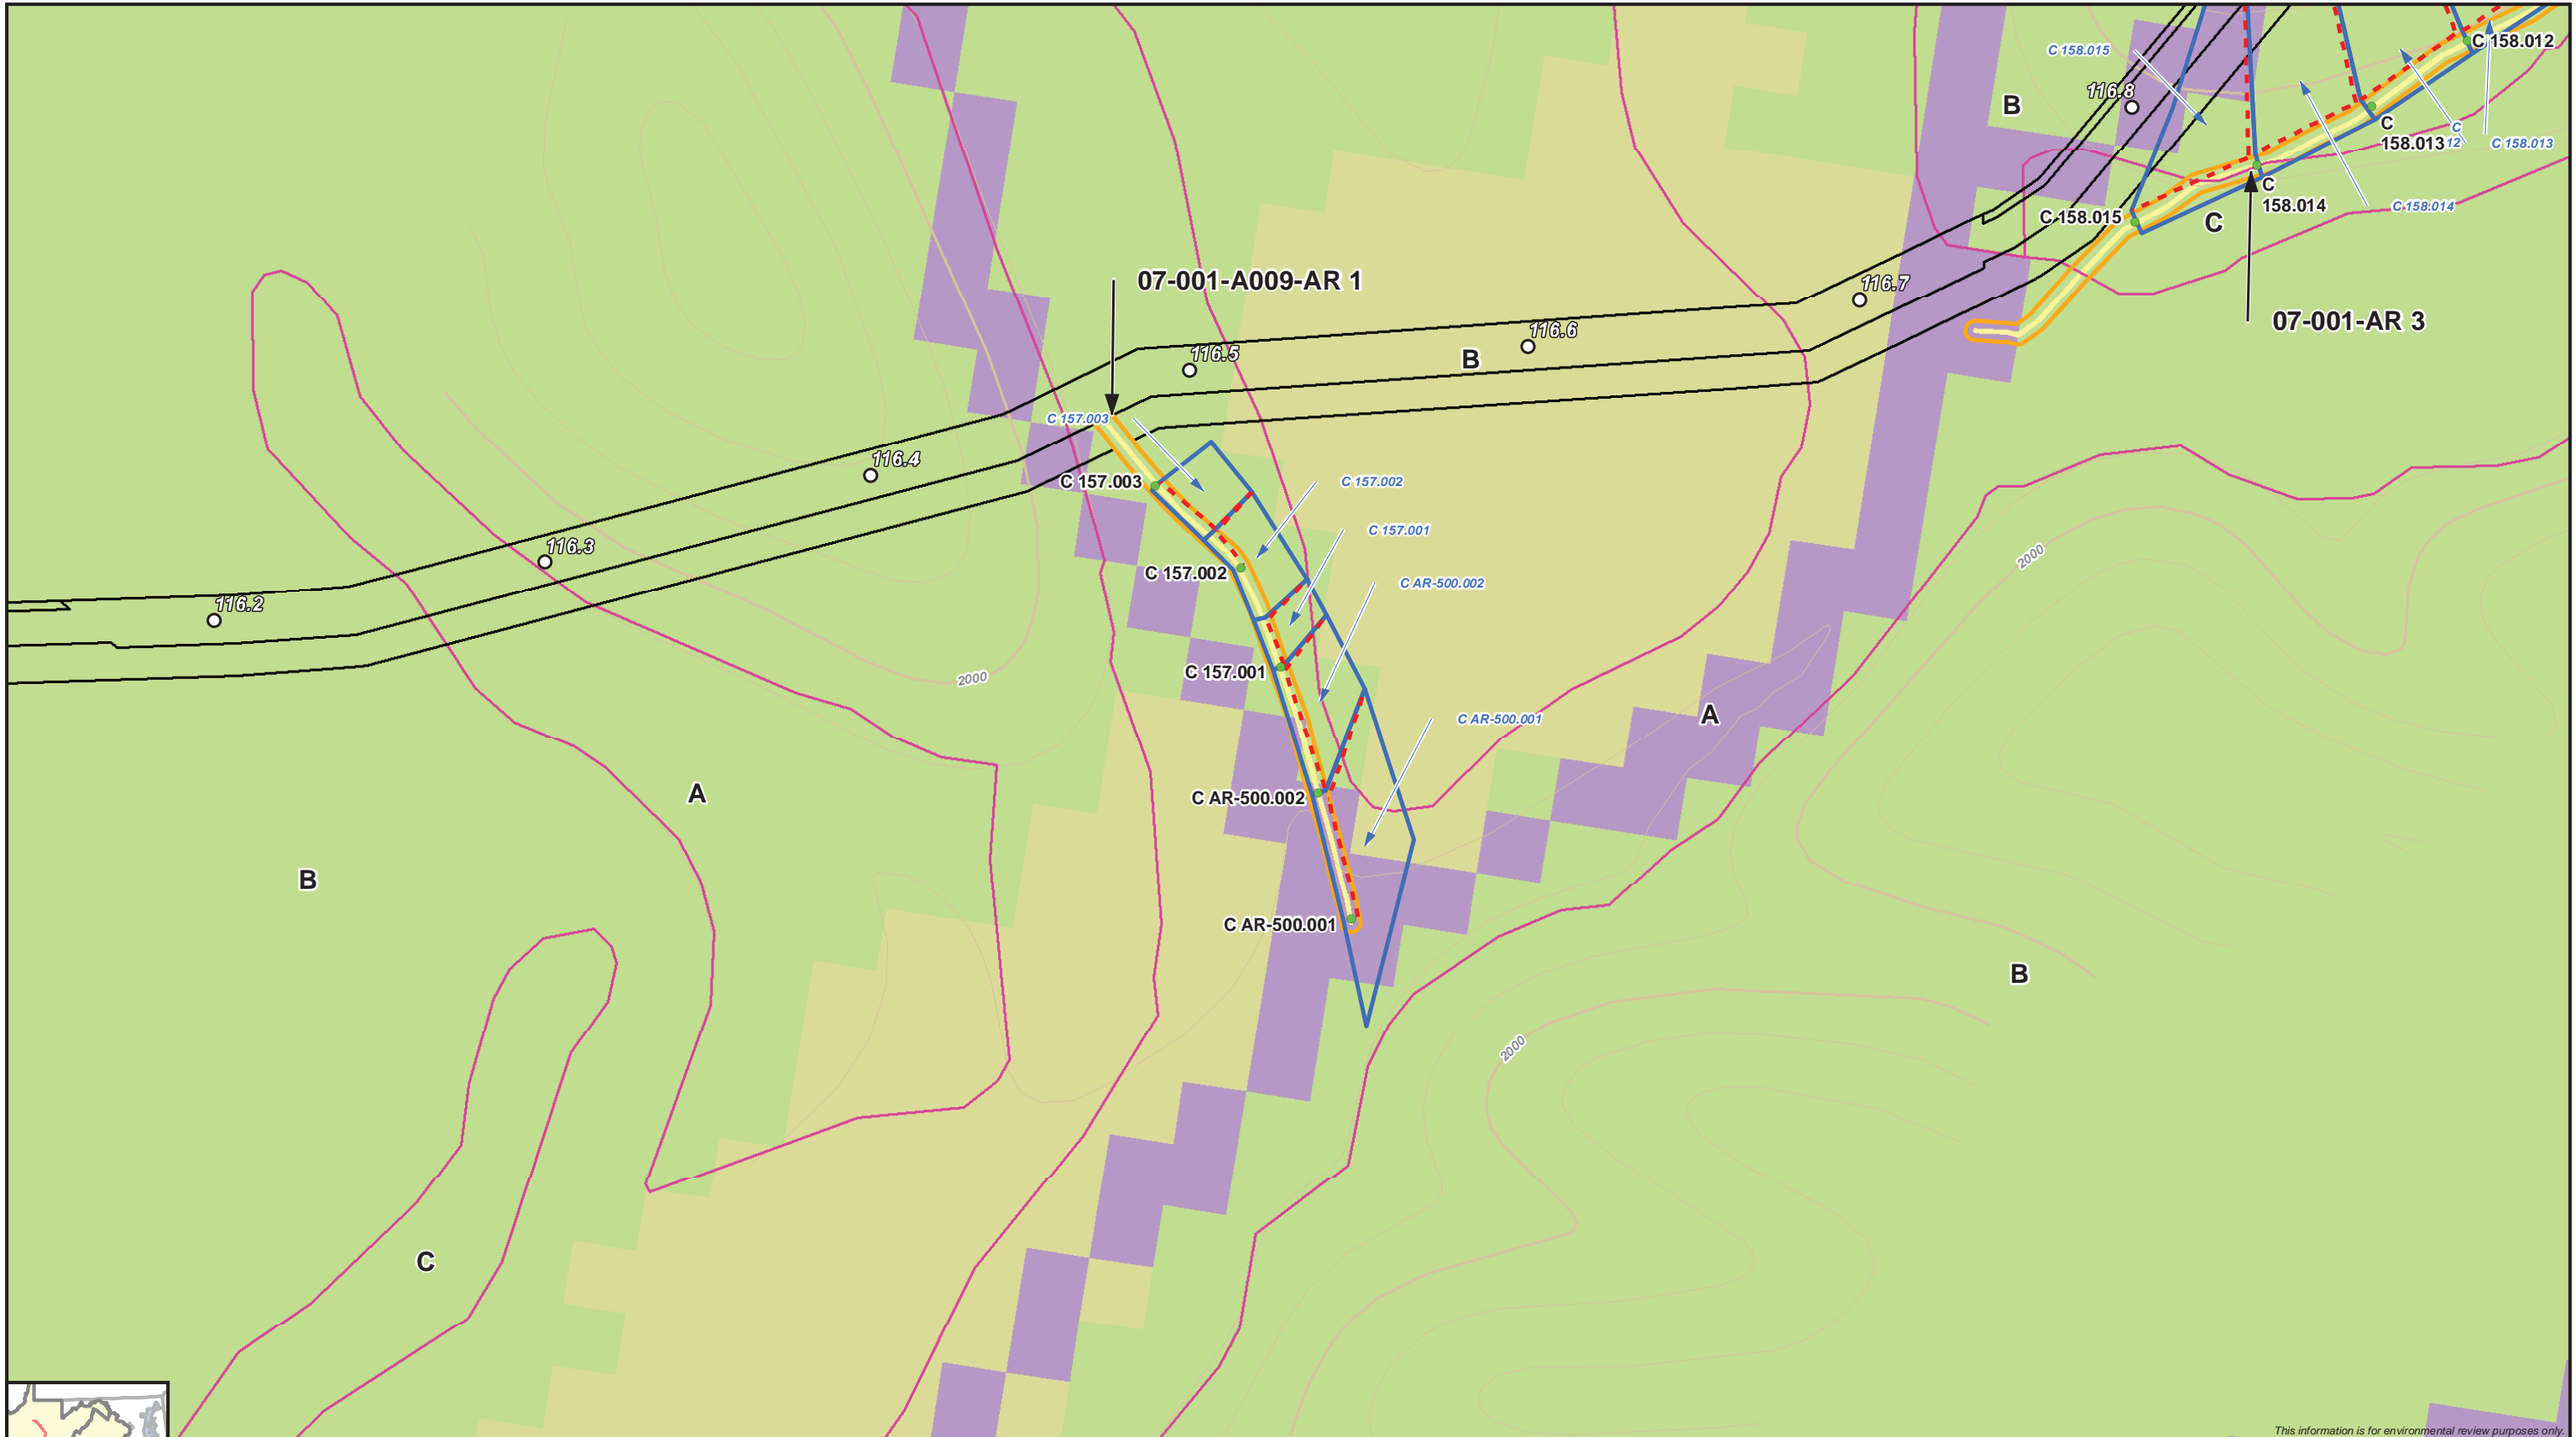 C 158.012
C 158.015
116.8
B
C
158.013
C
12
C 158.013
C
158.014
C 158.014
C 158.015
C
07-001-A009-AR 1
116.7
07-001-AR 3
116.6
116.5
B
C 157.003
116.4
C 157.003
C 157.002
C 157.001
116.3
2000
C 157.002
C AR-500.002
116.2
C 157.001
2000
C AR-500.001
A
A
C AR-500.002
B
C AR-500.001
B
2000
C
This information is for environmental review purposes only.